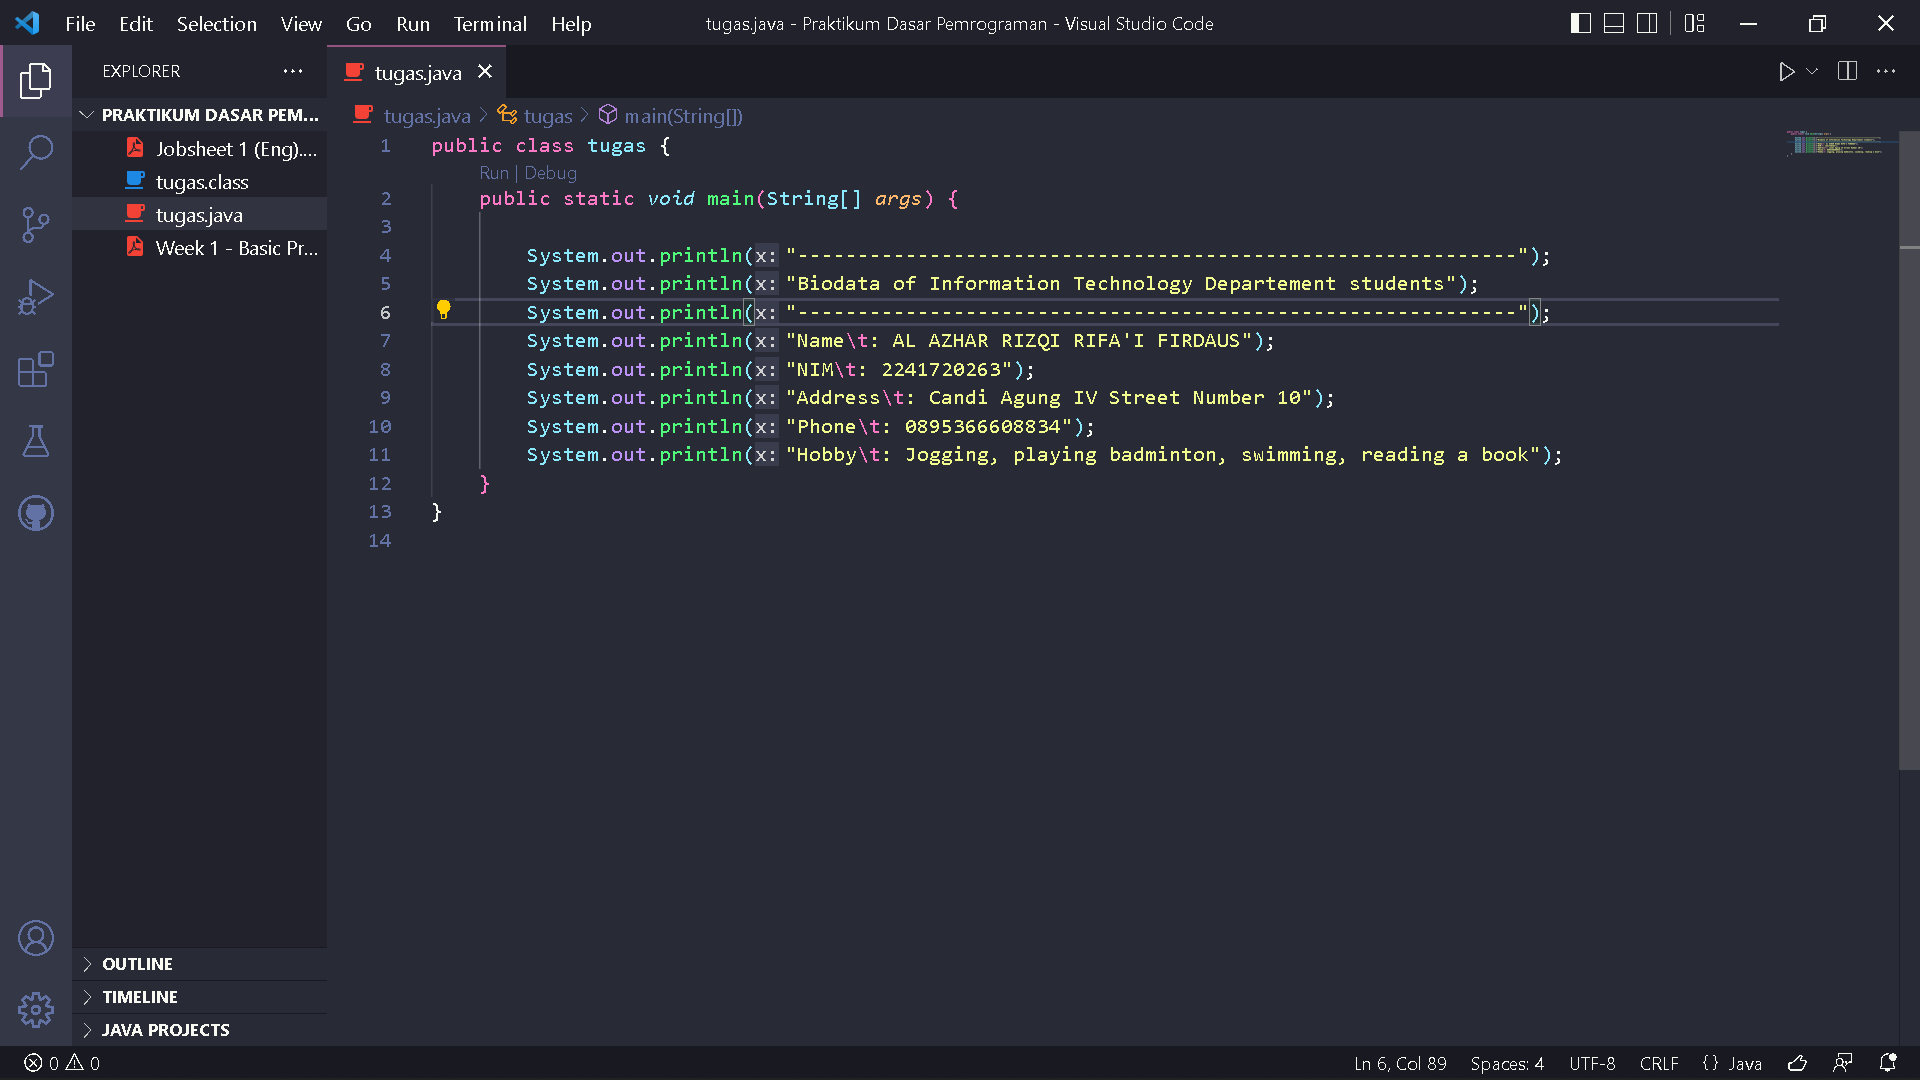 File Edit Selection View Go Run Terminal Help
tugas.java - Praktikum Dasar Pemrograman - Visual Studio Code
EXPLORER
PRAKTIKUM DASAR PEM...
Jobsheet 1 (Eng)....
tugas.class
tugas.java
Week 1 - Basic Pr...
OUTLINE
TIMELINE
JAVA PROJECTS
tugas.java
tugas.java > tugas > main(String[])
1 public class tugas {
Run | Debug
2 public static void main(String[] args) {
3
4 System.out.println(x: "------------------------------------------------------------");
5 System.out.println(x: "Biodata of Information Technology Departement students");
6 System.out.println(x: "------------------------------------------------------------");
7 System.out.println(x: "Name\t: AL AZHAR RIZQI RIFA'I FIRDAUS");
8 System.out.println(x: "NIM\t: 2241720263");
9 System.out.println(x: "Address\t: Candi Agung IV Street Number 10");
10 System.out.println(x: "Phone\t: 0895366608834");
11 System.out.println(x: "Hobby\t: Jogging, playing badminton, swimming, reading a book");
12 }
13 }
14
0 0
Ln 6, Col 89 Spaces: 4 UTF-8 CRLF {} Java